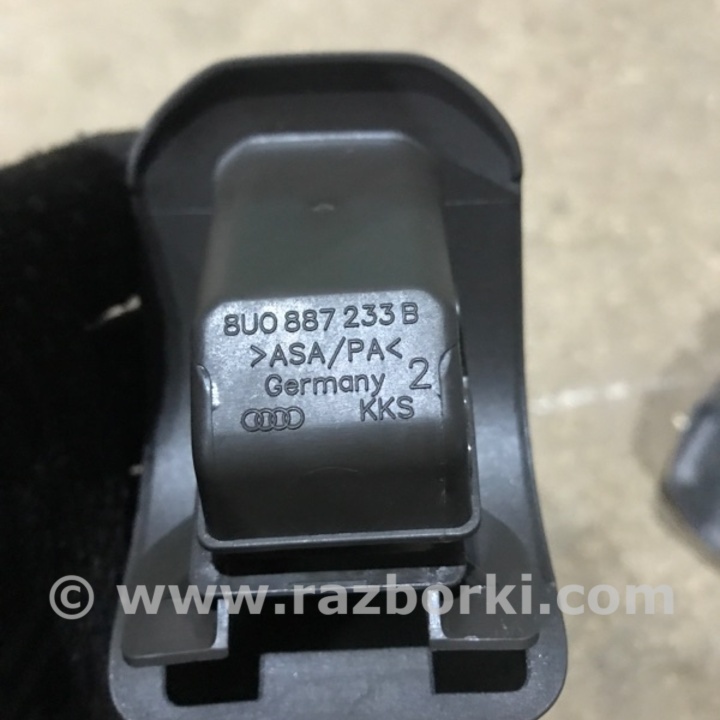 8U0 887 233 B
>ASA/PA<
Germany 2
KKS
© www.razborki.com